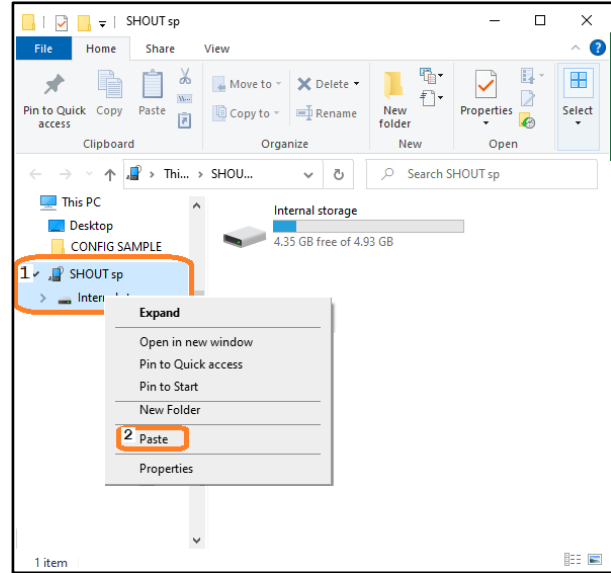 SHOUT sp
File Home Share View
Pin to Quick access Copy Paste
Move to Copy to Delete Rename
New folder
Properties
Select
Clipboard Organize New Open
Thi... SHOU... Search SHOUT sp
This PC
Desktop
CONFIG SAMPLE
1 SHOUT sp
Internal storage
4.35 GB free of 4.93 GB
Expand
Open in new window
Pin to Quick access
Pin to Start
New Folder
2 Paste
Properties
1 item